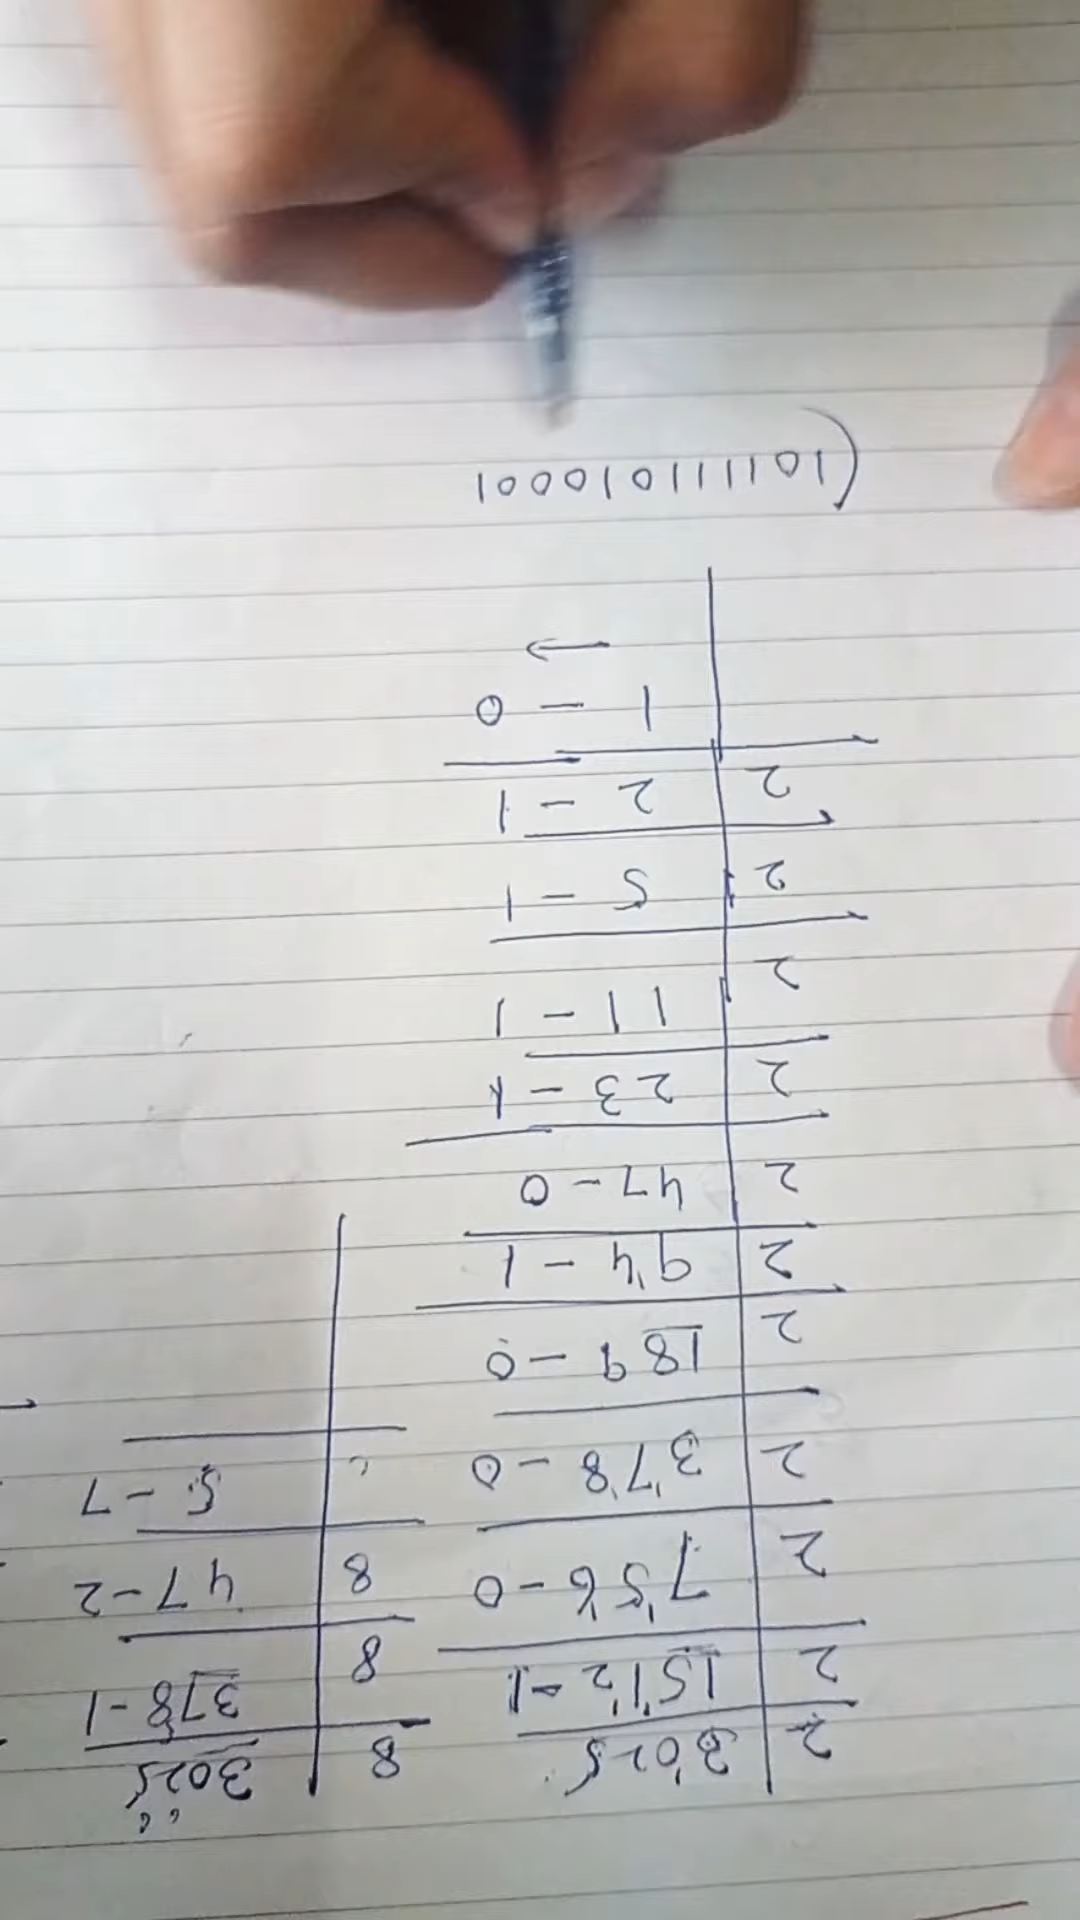 2 3025
2 1512 - 1
2 756 - 0
2 378 - 0
2 189 - 0
2 94 - 1
2 47 - 0
2 23 - 1
2 11 - 1
2 5 - 1
2 2 - 1
1 - 0
→
(101111010001
8 3025
8 378 - 1
8 47 - 2
5 - 7